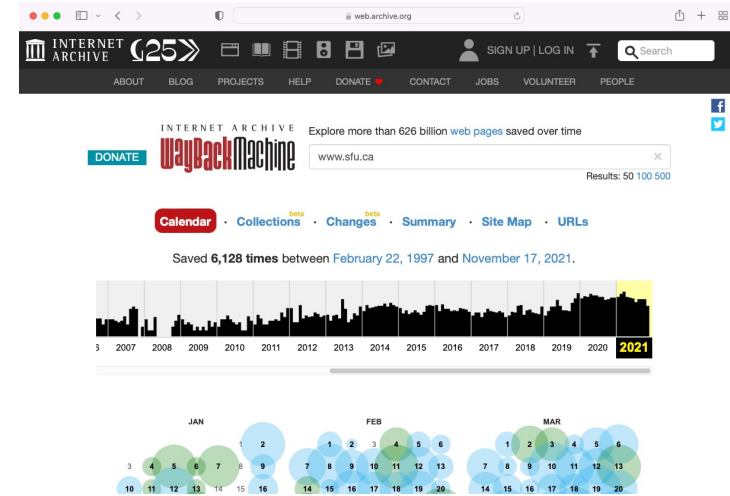 web.archive.org
INTERNET ARCHIVE
25
SIGN UP | LOG IN
Search
ABOUT BLOG PROJECTS HELP DONATE CONTACT JOBS VOLUNTEER PEOPLE
INTERNET ARCHIVE
WayBackMachine
Explore more than 626 billion web pages saved over time
DONATE
www.sfu.ca
Results: 50 100 500
Calendar · Collections beta · Changes beta · Summary · Site Map · URLs
Saved 6,128 times between February 22, 1997 and November 17, 2021.
2007 2008 2009 2010 2011 2012 2013 2014 2015 2016 2017 2018 2019 2020 2021
JAN FEB MAR
1 2 1 2 3 4 5 6 1 2 3 4 5 6
3 4 5 6 7 8 9 7 8 9 10 11 12 13 7 8 9 10 11 12 13
10 11 12 13 14 15 16 14 15 16 17 18 19 20 14 15 16 17 18 19 20